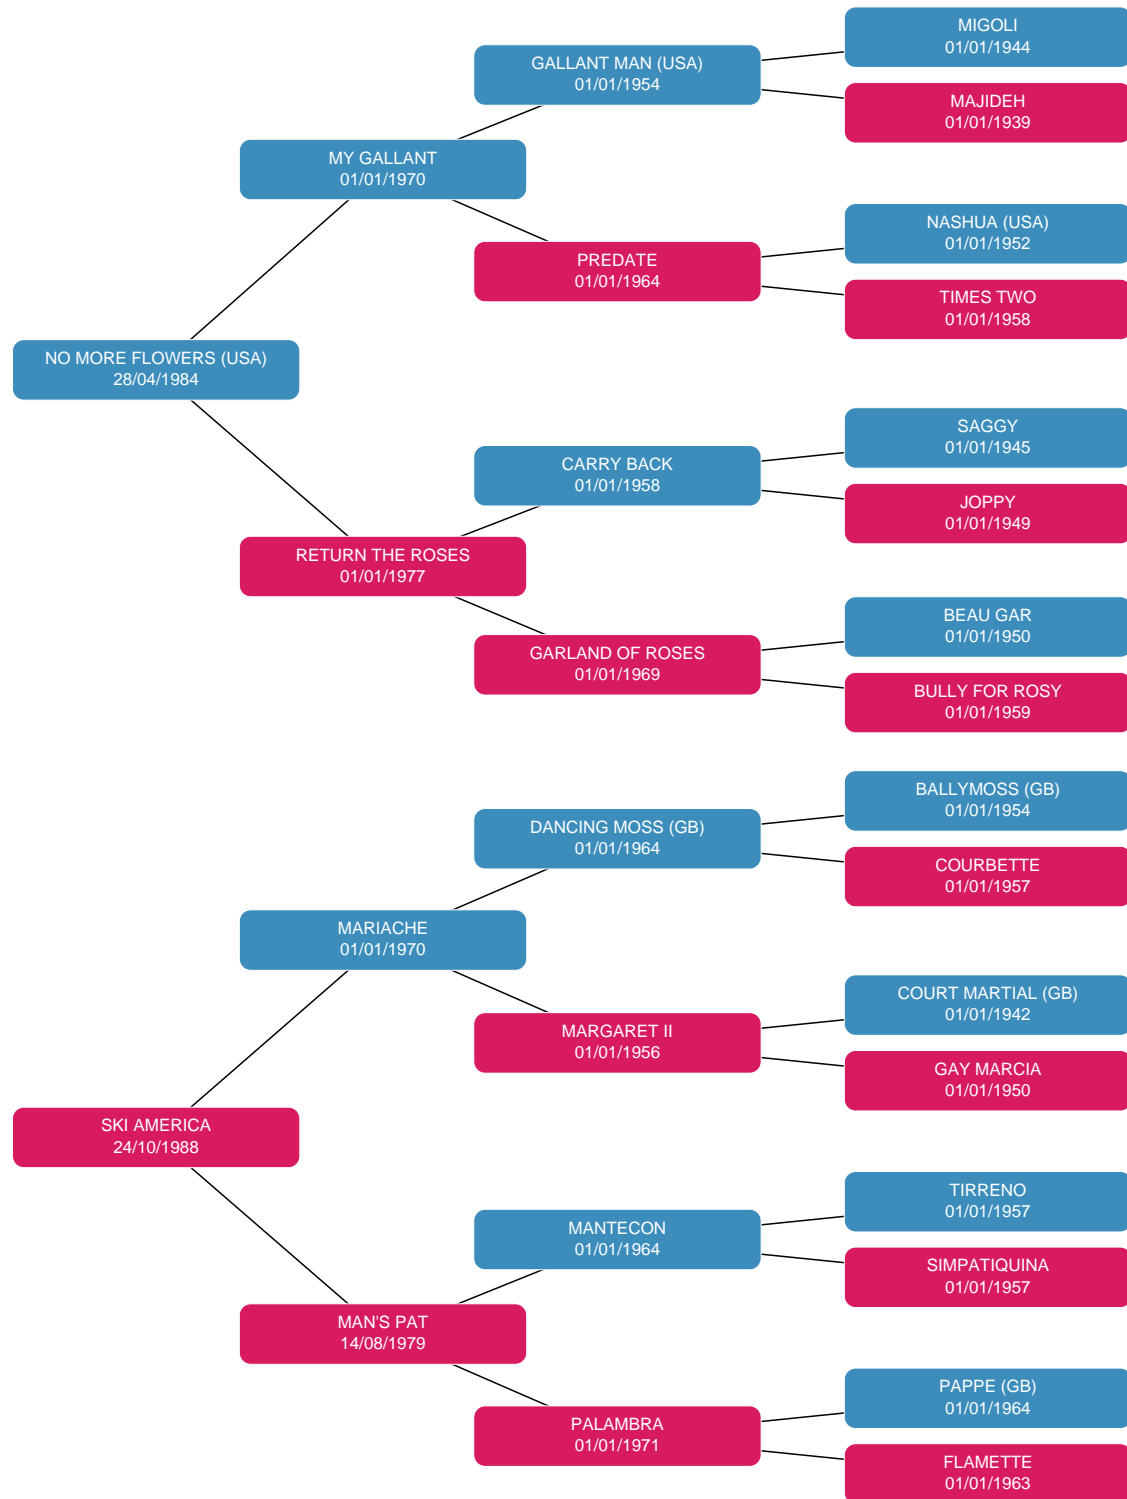 MIGOLI
01/01/1944
GALLANT MAN (USA)
01/01/1954
MAJIDEH
01/01/1939
MY GALLANT
01/01/1970
NASHUA (USA)
01/01/1952
PREDATE
01/01/1964
TIMES TWO
01/01/1958
NO MORE FLOWERS (USA)
28/04/1984
SAGGY
01/01/1945
CARRY BACK
01/01/1958
JOPPY
01/01/1949
RETURN THE ROSES
01/01/1977
BEAU GAR
01/01/1950
GARLAND OF ROSES
01/01/1969
BULLY FOR ROSY
01/01/1959
BALLYMOSS (GB)
01/01/1954
DANCING MOSS (GB)
01/01/1964
COURBETTE
01/01/1957
MARIACHE
01/01/1970
COURT MARTIAL (GB)
01/01/1942
MARGARET II
01/01/1956
GAY MARCIA
01/01/1950
SKI AMERICA
24/10/1988
TIRRENO
01/01/1957
MANTECON
01/01/1964
SIMPATIQUINA
01/01/1957
MAN'S PAT
14/08/1979
PAPPE (GB)
01/01/1964
PALAMBRA
01/01/1971
FLAMETTE
01/01/1963